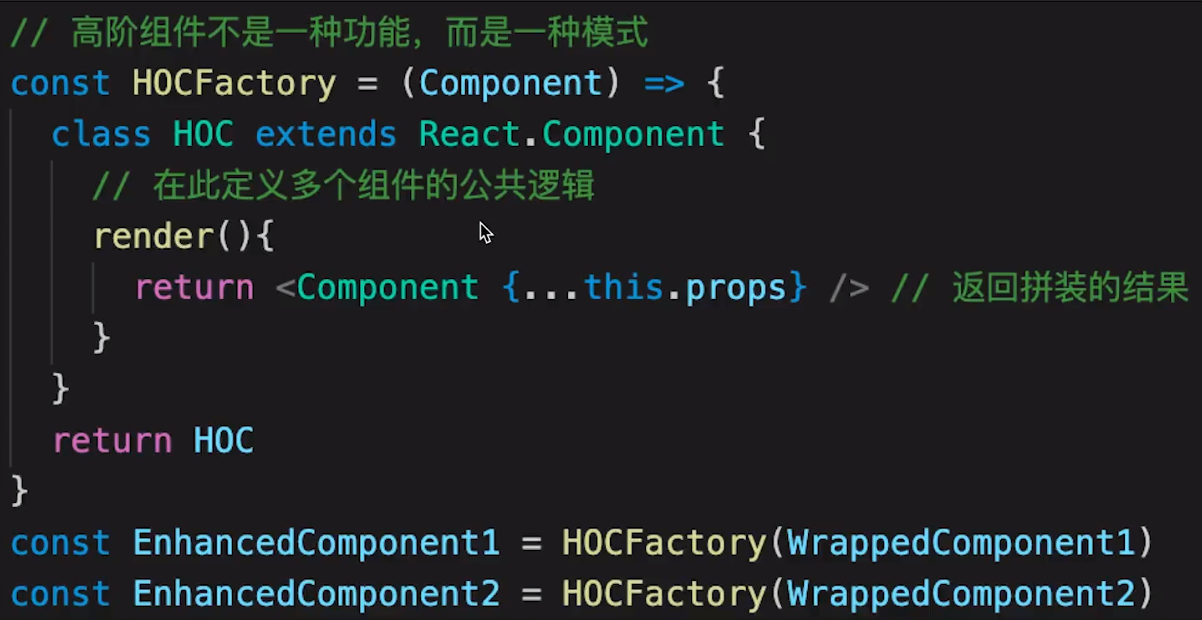 // 高阶组件不是一种功能，而是一种模式
const HOCFactory = (Component) => {
  class HOC extends React.Component {
    // 在此定义多个组件的公共逻辑
    render(){
      return <Component {...this.props} /> // 返回拼装的结果
    }
  }
  return HOC
}
const EnhancedComponent1 = HOCFactory(WrappedComponent1)
const EnhancedComponent2 = HOCFactory(WrappedComponent2)